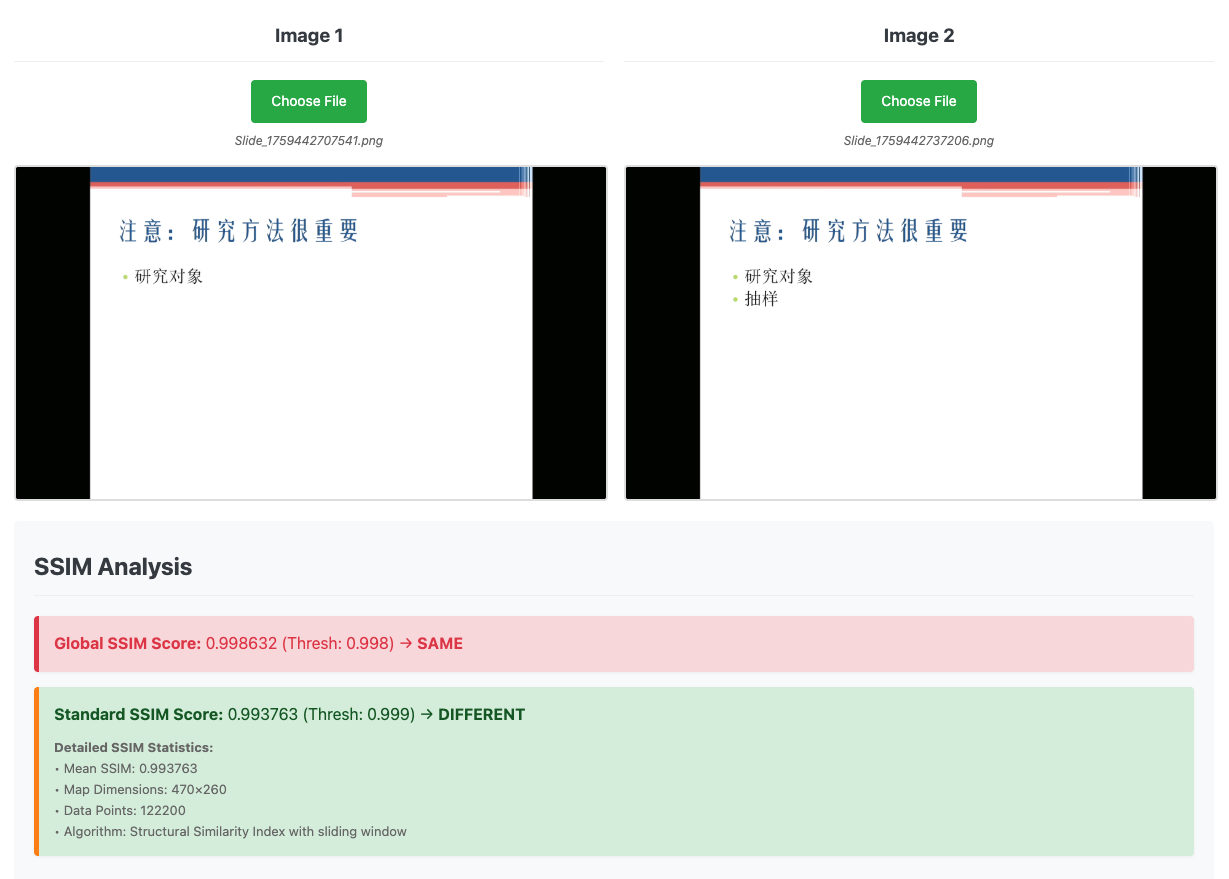 Image 1
Choose File
Slide_1759442707541.png
注意：研究方法很重要
• 研究对象
Image 2
Choose File
Slide_1759442737206.png
注意：研究方法很重要
• 研究对象
• 抽样
SSIM Analysis
Global SSIM Score: 0.998632 (Thresh: 0.998) → SAME
Standard SSIM Score: 0.993763 (Thresh: 0.999) → DIFFERENT
Detailed SSIM Statistics:
• Mean SSIM: 0.993763
• Map Dimensions: 470×260
• Data Points: 122200
• Algorithm: Structural Similarity Index with sliding window